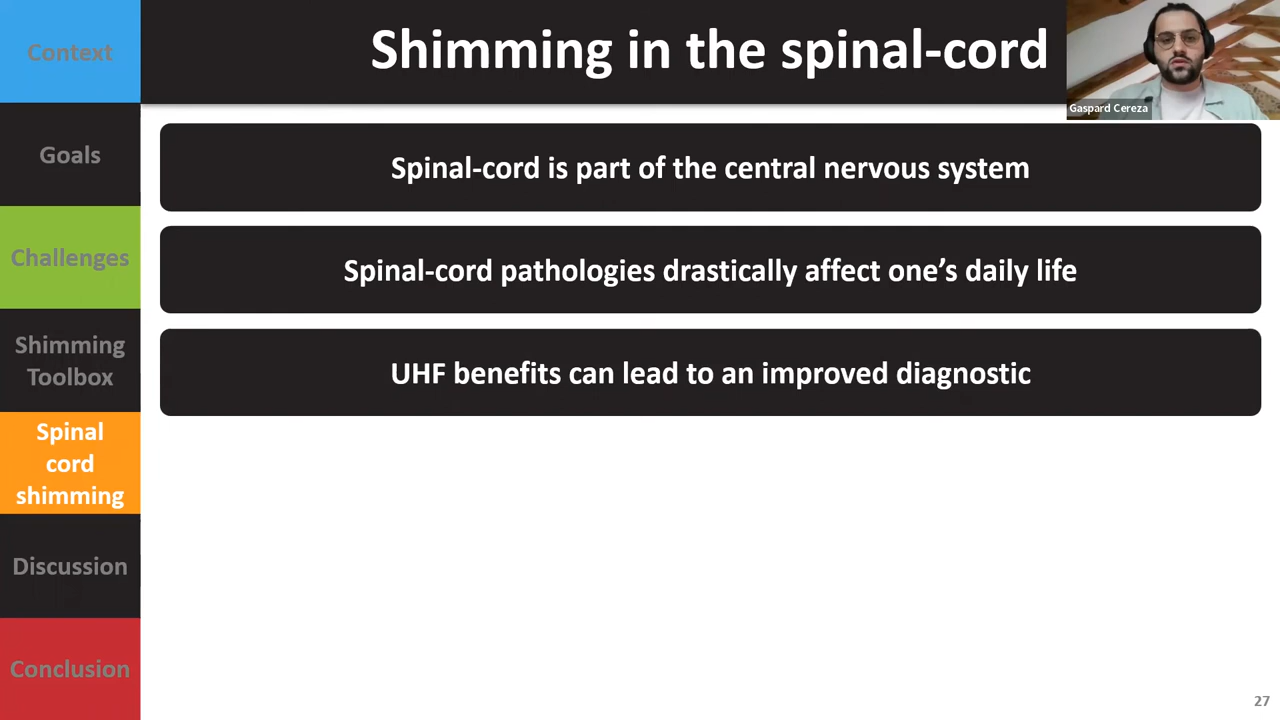 Context
Shimming in the spinal-cord
Gaspard Cereza
Goals
Spinal-cord is part of the central nervous system
Challenges
Spinal-cord pathologies drastically affect one’s daily life
Shimming
Toolbox
UHF benefits can lead to an improved diagnostic
Spinal
cord
shimming
Discussion
Conclusion
27